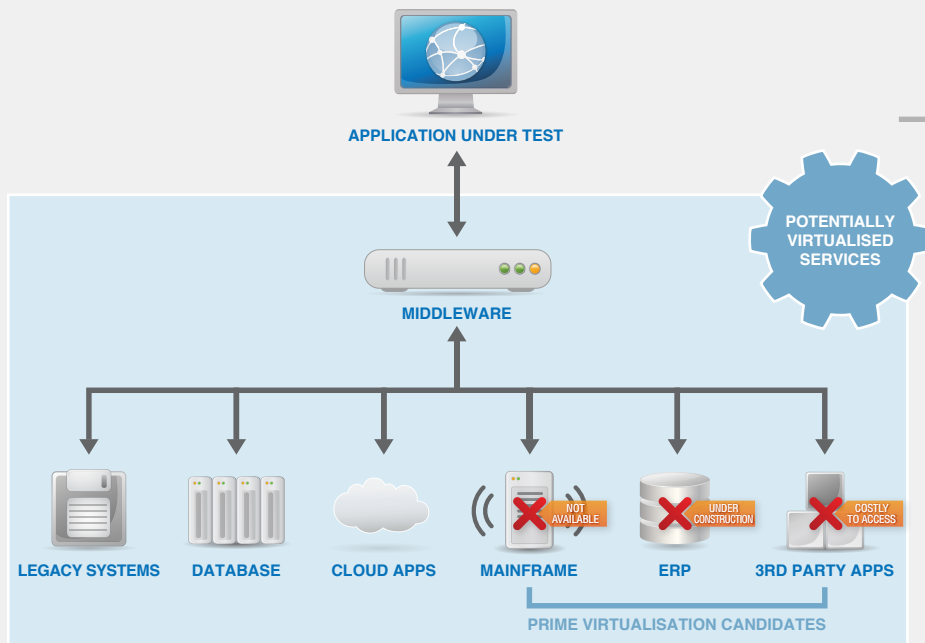 APPLICATION UNDER TEST
POTENTIALLY
VIRTUALISED
SERVICES
MIDDLEWARE
NOT
AVAILABLE
UNDER
CONSTRUCTION
COSTLY
TO ACCESS
LEGACY SYSTEMS
DATABASE
CLOUD APPS
MAINFRAME
ERP
3RD PARTY APPS
PRIME VIRTUALISATION CANDIDATES